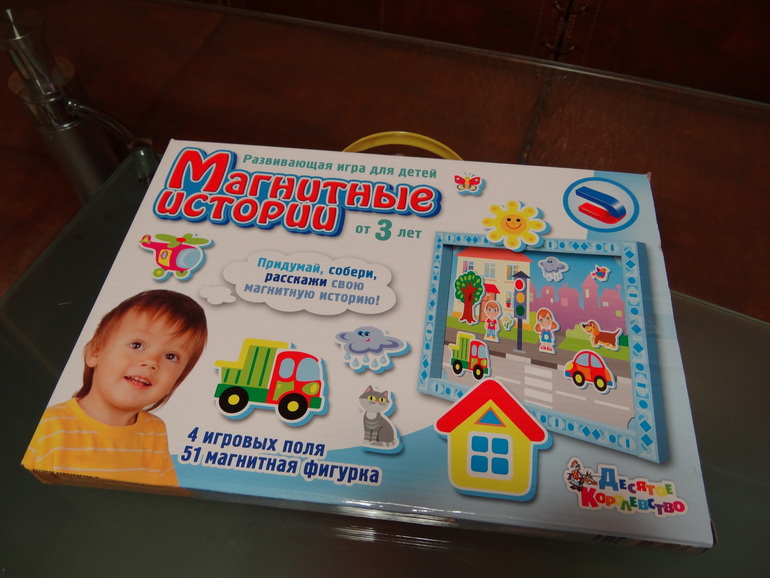 Развивающая игра для детей
Магнитные
истории
от 3 лет
Придумай, собери,
расскажи свою
магнитную историю!
4 игровых поля
51 магнитная фигурка
Десятое
Королевство